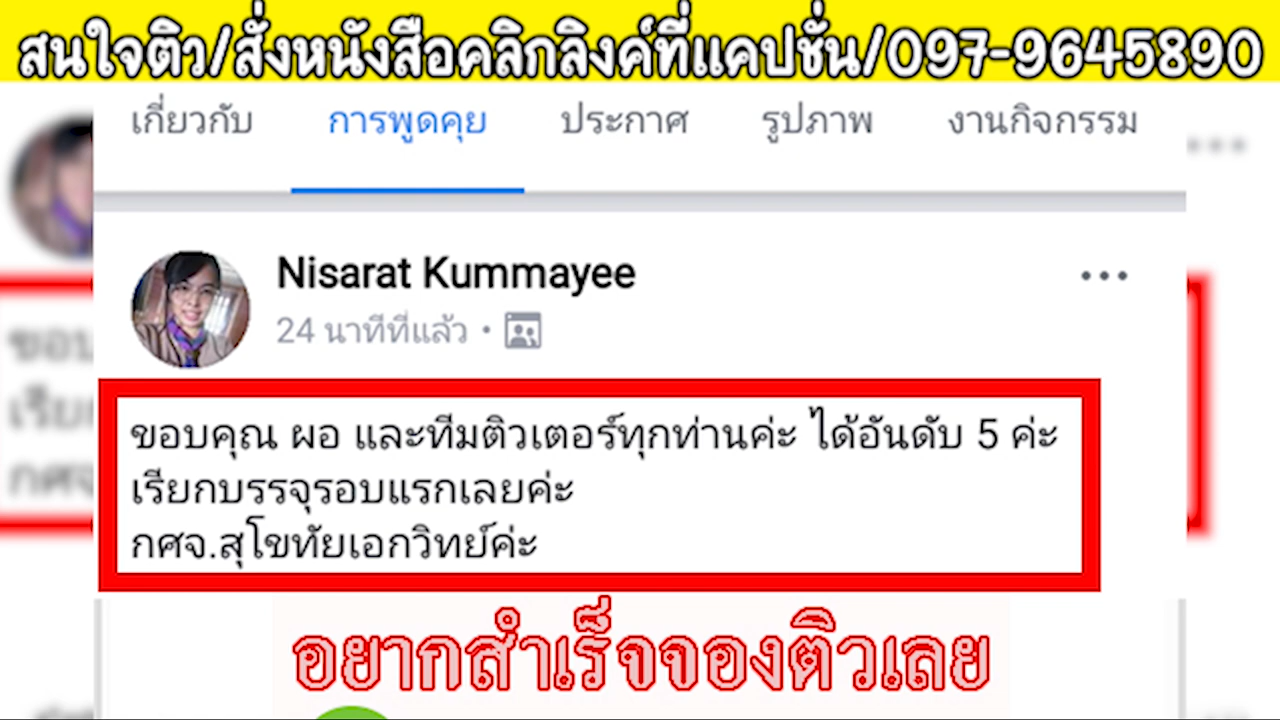 สนใจติว/สั่งหนังสือคลิกลิงค์ที่แคปชั่น/097-9645890
เกี่ยวกับ การพูดคุย ประกาศ รูปภาพ งานกิจกรรม
Nisarat Kummayee
24 นาทีที่แล้ว
ขอบคุณ ผอ และทีมติวเตอร์ทุกท่านค่ะ ได้อันดับ 5 ค่ะ
เรียกบรรจุรอบแรกเลยค่ะ
กศจ.สุโขทัยเอกวิทย์ค่ะ
อยากสำเร็จจองติวเลย